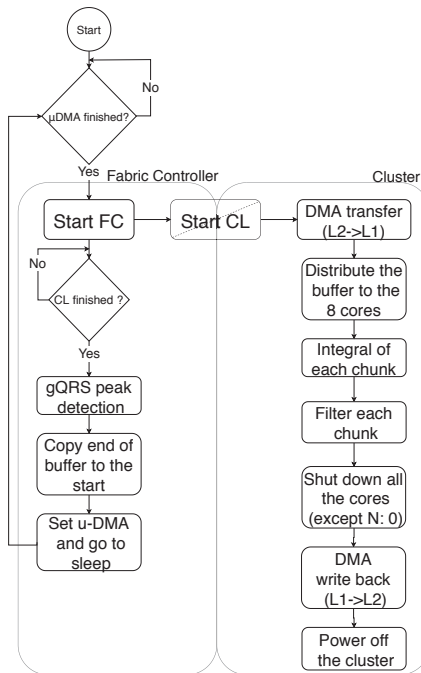 Start
No
μDMA finished?
Yes
Fabric Controller
Cluster
Start FC
Start CL
DMA transfer
(L2->L1)
No
CL finished ?
Yes
Distribute the
buffer to the
8 cores
Integral of
each chunk
gQRS peak
detection
Filter each
chunk
Copy end of
buffer to the
start
Shut down all
the cores
(except N: 0)
Set u-DMA
and go to
sleep
DMA
write back
(L1->L2)
Power off
the cluster